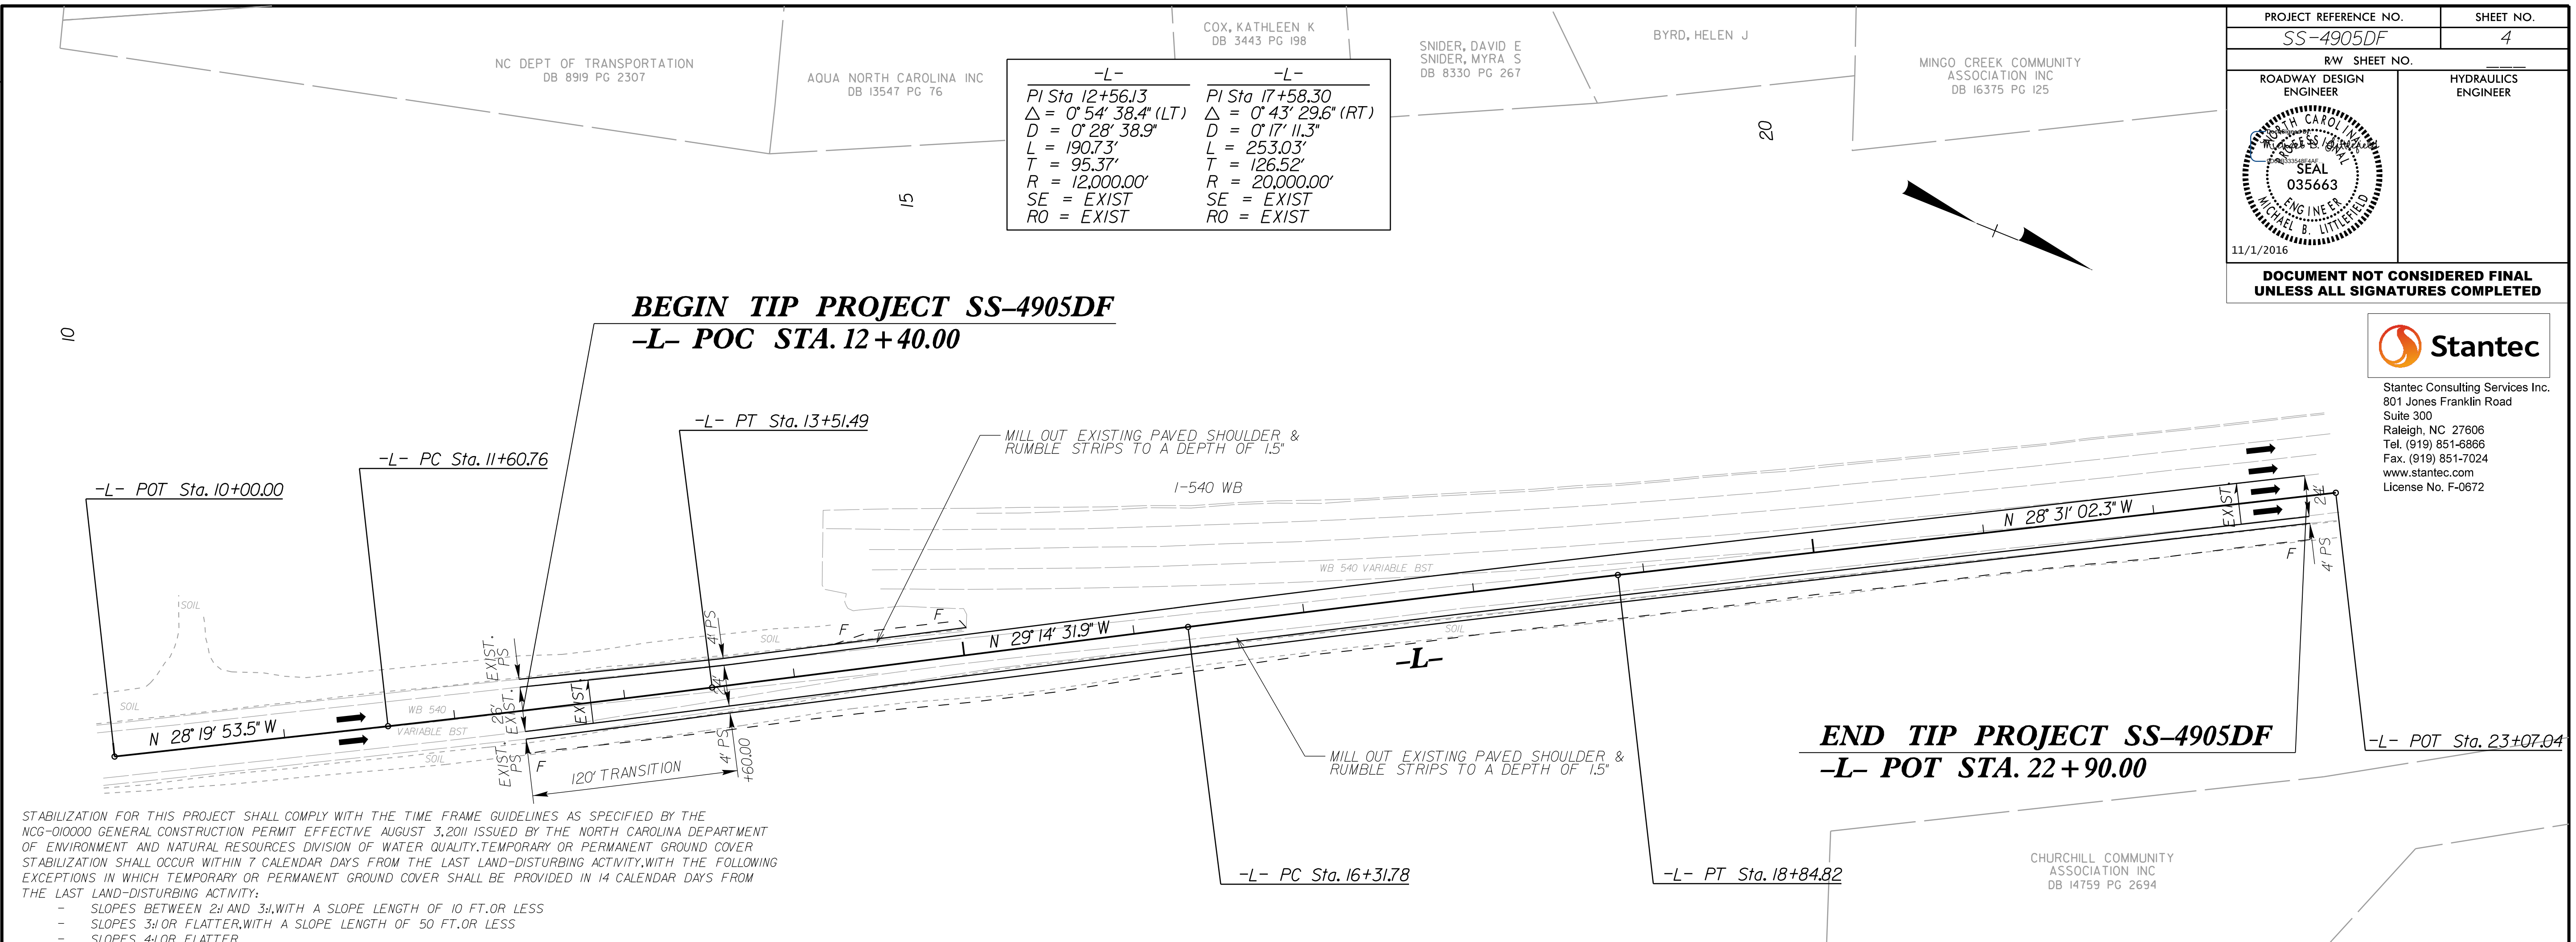 PROJECT REFERENCE NO.
SHEET NO.
SS-4905DF
4
RW SHEET NO.
ROADWAY DESIGN
ENGINEER
HYDRAULICS
ENGINEER
NORTH CAROLINA
PROFESSIONAL
SEAL
035663
ENGINEER
MICHAEL B. LITTLEFIELD
11/1/2016
DOCUMENT NOT CONSIDERED FINAL
UNLESS ALL SIGNATURES COMPLETED
Stantec
Stantec Consulting Services Inc.
801 Jones Franklin Road
Suite 300
Raleigh, NC 27606
Tel. (919) 851-6866
Fax. (919) 851-7024
www.stantec.com
License No. F-0672
NC DEPT OF TRANSPORTATION
DB 8919 PG 2307
AQUA NORTH CAROLINA INC
DB 13547 PG 76
COX, KATHLEEN K
DB 3443 PG 198
SNIDER, DAVID E
SNIDER, MYRA S
DB 8330 PG 267
BYRD, HELEN J
MINGO CREEK COMMUNITY
ASSOCIATION INC
DB 16375 PG 125
-L-
PI Sta 12+56.13
△ = 0° 54' 38.4" (LT)
D = 0° 28' 38.9"
L = 190.73'
T = 95.37'
R = 12,000.00'
SE = EXIST
RO = EXIST
-L-
PI Sta 17+58.30
△ = 0° 43' 29.6" (RT)
D = 0° 17' 11.3"
L = 253.03'
T = 126.52'
R = 20,000.00'
SE = EXIST
RO = EXIST
10
15
20
BEGIN TIP PROJECT SS–4905DF
–L– POC STA. 12+40.00
-L- POT Sta. 10+00.00
-L- PC Sta. 11+60.76
-L- PT Sta. 13+51.49
MILL OUT EXISTING PAVED SHOULDER &
RUMBLE STRIPS TO A DEPTH OF 1.5"
I-540 WB
WB 540 VARIABLE BST
N 28° 31' 02.3" W
EXIST.
24'
4' PS
F
SOIL
SOIL
N 28° 19' 53.5" W
WB 540
VARIABLE BST
SOIL
EXIST.
PS
26'
EXIST.
EXIST.
PS
EXIST.
F
120' TRANSITION
4' PS
24'
4' PS
+60.00
SOIL
F
F
N 29° 14' 31.9" W
SOIL
–L–
MILL OUT EXISTING PAVED SHOULDER &
RUMBLE STRIPS TO A DEPTH OF 1.5"
END TIP PROJECT SS–4905DF
–L– POT STA. 22+90.00
-L- POT Sta. 23+07.04
-L- PC Sta. 16+31.78
-L- PT Sta. 18+84.82
CHURCHILL COMMUNITY
ASSOCIATION INC
DB 14759 PG 2694
STABILIZATION FOR THIS PROJECT SHALL COMPLY WITH THE TIME FRAME GUIDELINES AS SPECIFIED BY THE
NCG-010000 GENERAL CONSTRUCTION PERMIT EFFECTIVE AUGUST 3,2011 ISSUED BY THE NORTH CAROLINA DEPARTMENT
OF ENVIRONMENT AND NATURAL RESOURCES DIVISION OF WATER QUALITY.TEMPORARY OR PERMANENT GROUND COVER
STABILIZATION SHALL OCCUR WITHIN 7 CALENDAR DAYS FROM THE LAST LAND-DISTURBING ACTIVITY,WITH THE FOLLOWING
EXCEPTIONS IN WHICH TEMPORARY OR PERMANENT GROUND COVER SHALL BE PROVIDED IN 14 CALENDAR DAYS FROM
THE LAST LAND-DISTURBING ACTIVITY:
- SLOPES BETWEEN 2:1 AND 3:1,WITH A SLOPE LENGTH OF 10 FT.OR LESS
- SLOPES 3:1 OR FLATTER,WITH A SLOPE LENGTH OF 50 FT.OR LESS
- SLOPES 4:1 OR FLATTER